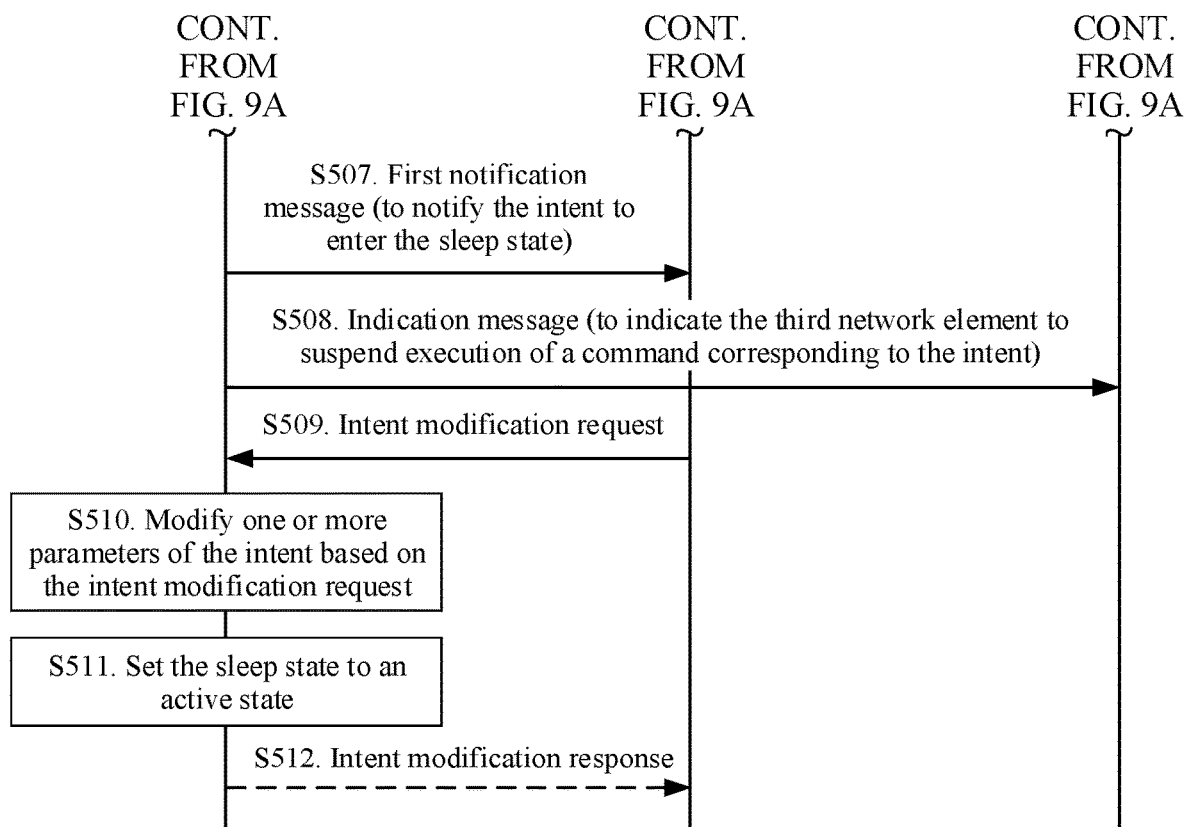 CONT.
FROM
FIG. 9A
CONT.
FROM
FIG. 9A
CONT.
FROM
FIG. 9A
S507. First notification
message (to notify the intent to
enter the sleep state)
S508. Indication message (to indicate the third network element to
suspend execution of a command corresponding to the intent)
S509. Intent modification request
S510. Modify one or more
parameters of the intent based on
the intent modification request
S511. Set the sleep state to an
active state
S512. Intent modification response